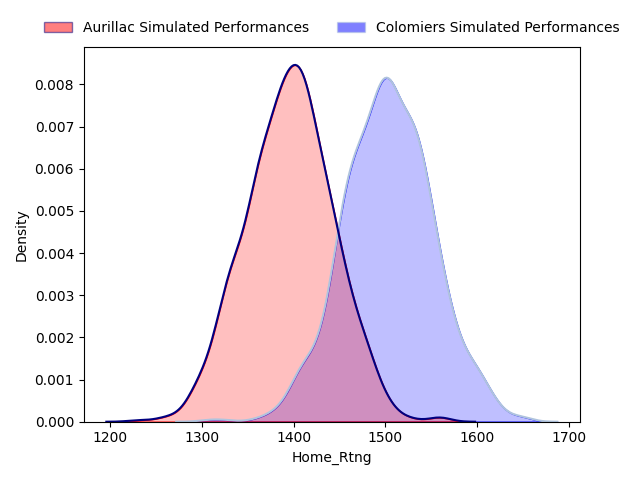 Aurillac Simulated Performances
Colomiers Simulated Performances
0.008
0.007
0.006
0.005
0.004
0.003
0.002
0.001
0.000
Density
1200 1300 1400 1500 1600 1700
Home_Rtng